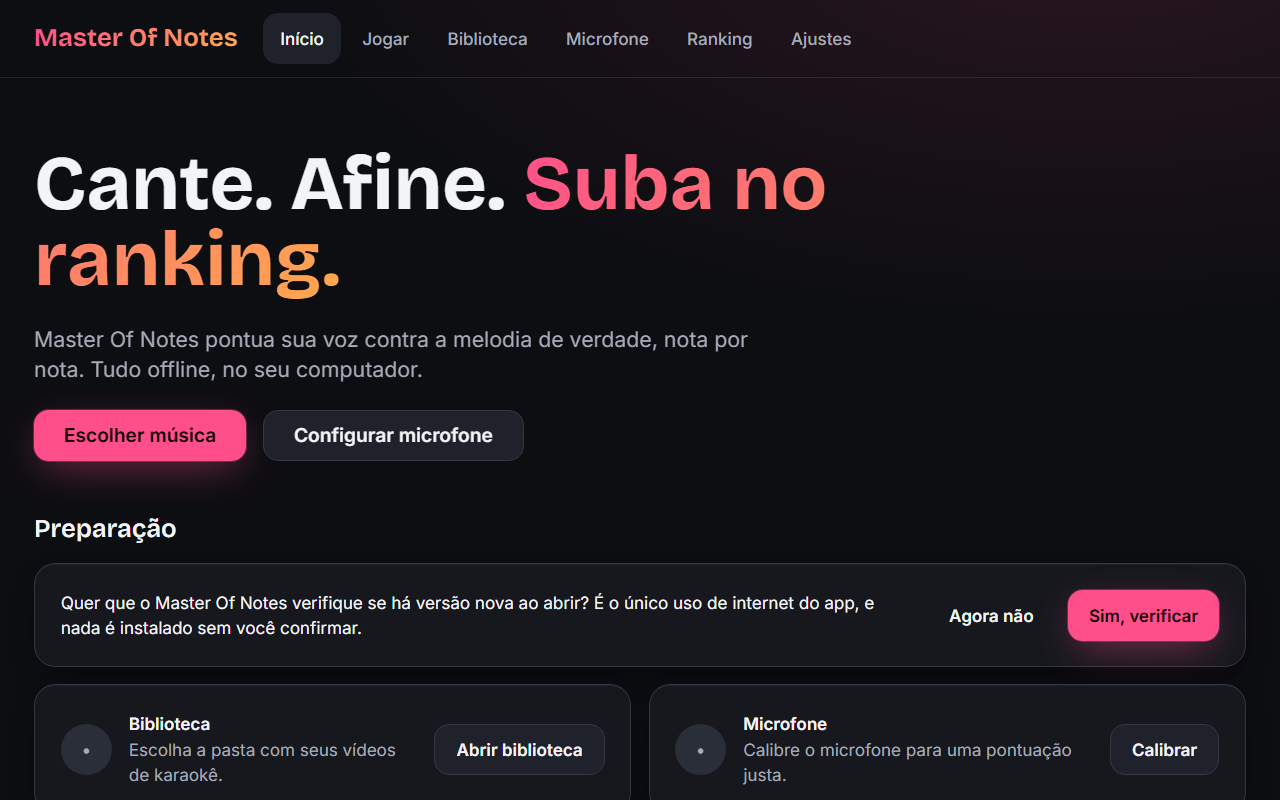 Master Of Notes
Início
Jogar
Biblioteca
Microfone
Ranking
Ajustes
Cante. Afine. Suba no
ranking.
Master Of Notes pontua sua voz contra a melodia de verdade, nota por
nota. Tudo offline, no seu computador.
Escolher música
Configurar microfone
Preparação
Quer que o Master Of Notes verifique se há versão nova ao abrir? É o único uso de internet do app, e
nada é instalado sem você confirmar.
Agora não
Sim, verificar
Biblioteca
Escolha a pasta com seus vídeos
de karaokê.
Abrir biblioteca
Microfone
Calibre o microfone para uma pontuação
justa.
Calibrar